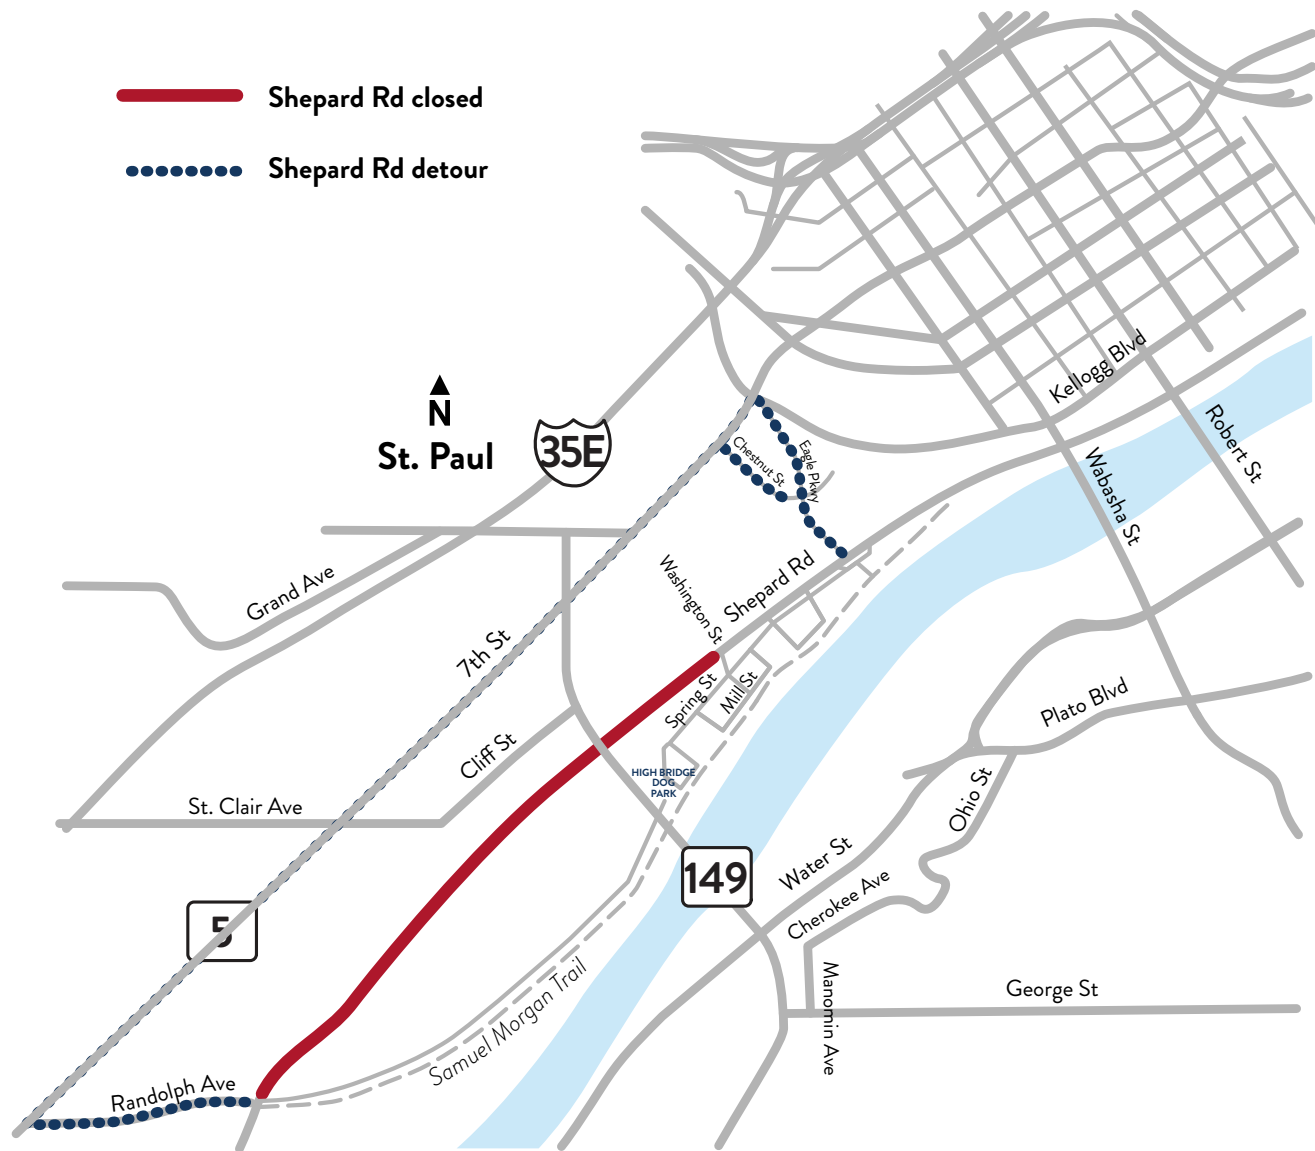 Shepard Rd closed
Shepard Rd detour
N
St. Paul
35E
Kellogg Blvd
Robert St
Wabasha St
Chestnut St
Eagle Pkwy
Grand Ave
Washington St
Shepard Rd
7th St
Spring St
Mill St
Plato Blvd
Cliff St
HIGH BRIDGE
DOG
PARK
St. Clair Ave
Ohio St
Water St
149
Cherokee Ave
5
Samuel Morgan Trail
Manomin Ave
George St
Randolph Ave